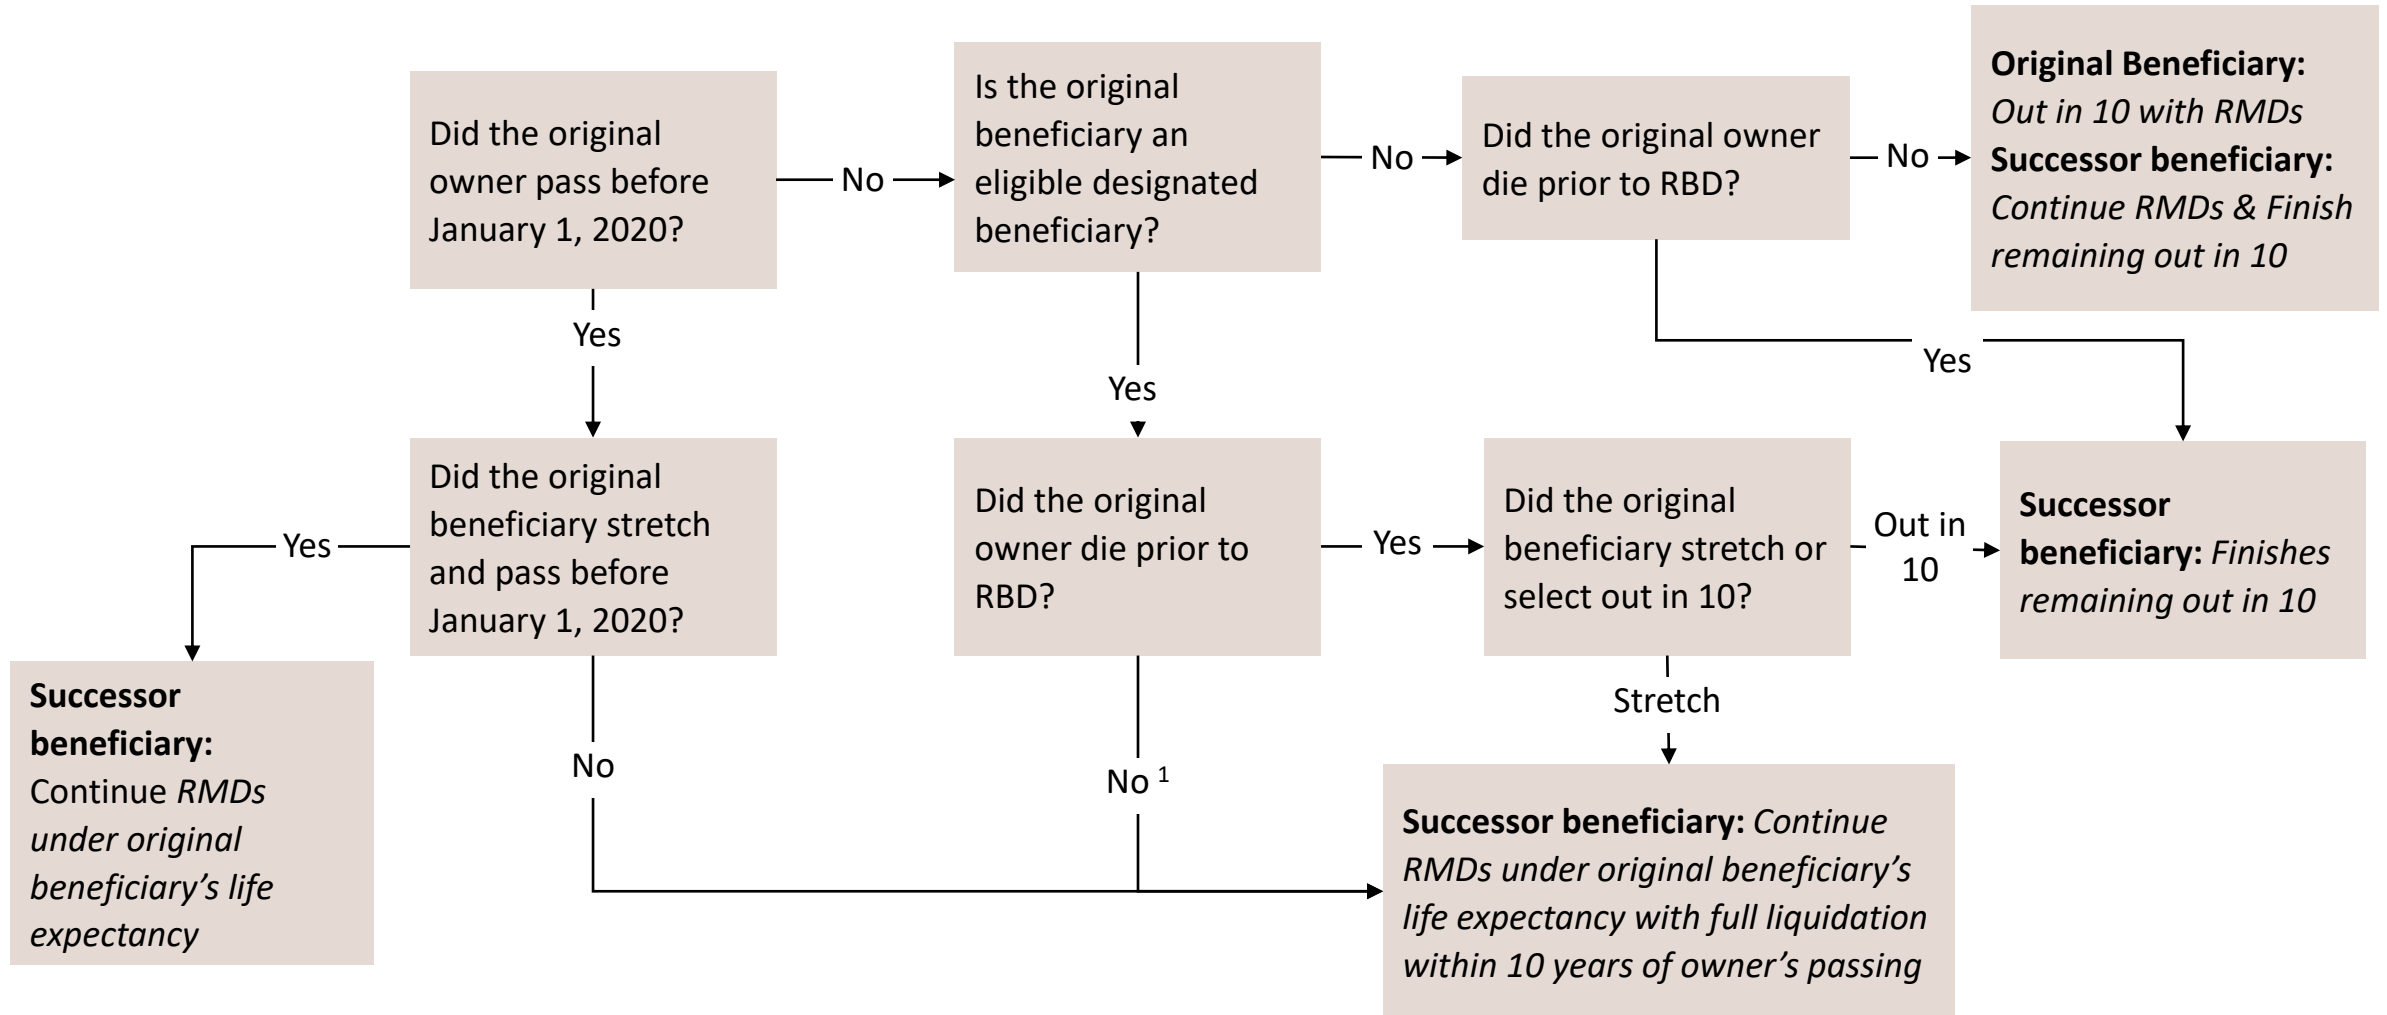 Did the original
owner pass before
January 1, 2020?
No
Is the original
beneficiary an
eligible designated
beneficiary?
No
Did the original owner
die prior to RBD?
No
Original Beneficiary:
Out in 10 with RMDs
Successor beneficiary:
Continue RMDs & Finish
remaining out in 10
Yes
Yes
Yes
Did the original
beneficiary stretch
and pass before
January 1, 2020?
Yes
Did the original
owner die prior to
RBD?
Yes
Did the original
beneficiary stretch or
select out in 10?
Out in
10
Successor
beneficiary: Finishes
remaining out in 10
Successor
beneficiary:
Continue RMDs
under original
beneficiary’s life
expectancy
No
No 1
Stretch
Successor beneficiary: Continue
RMDs under original beneficiary’s
life expectancy with full liquidation
within 10 years of owner’s passing